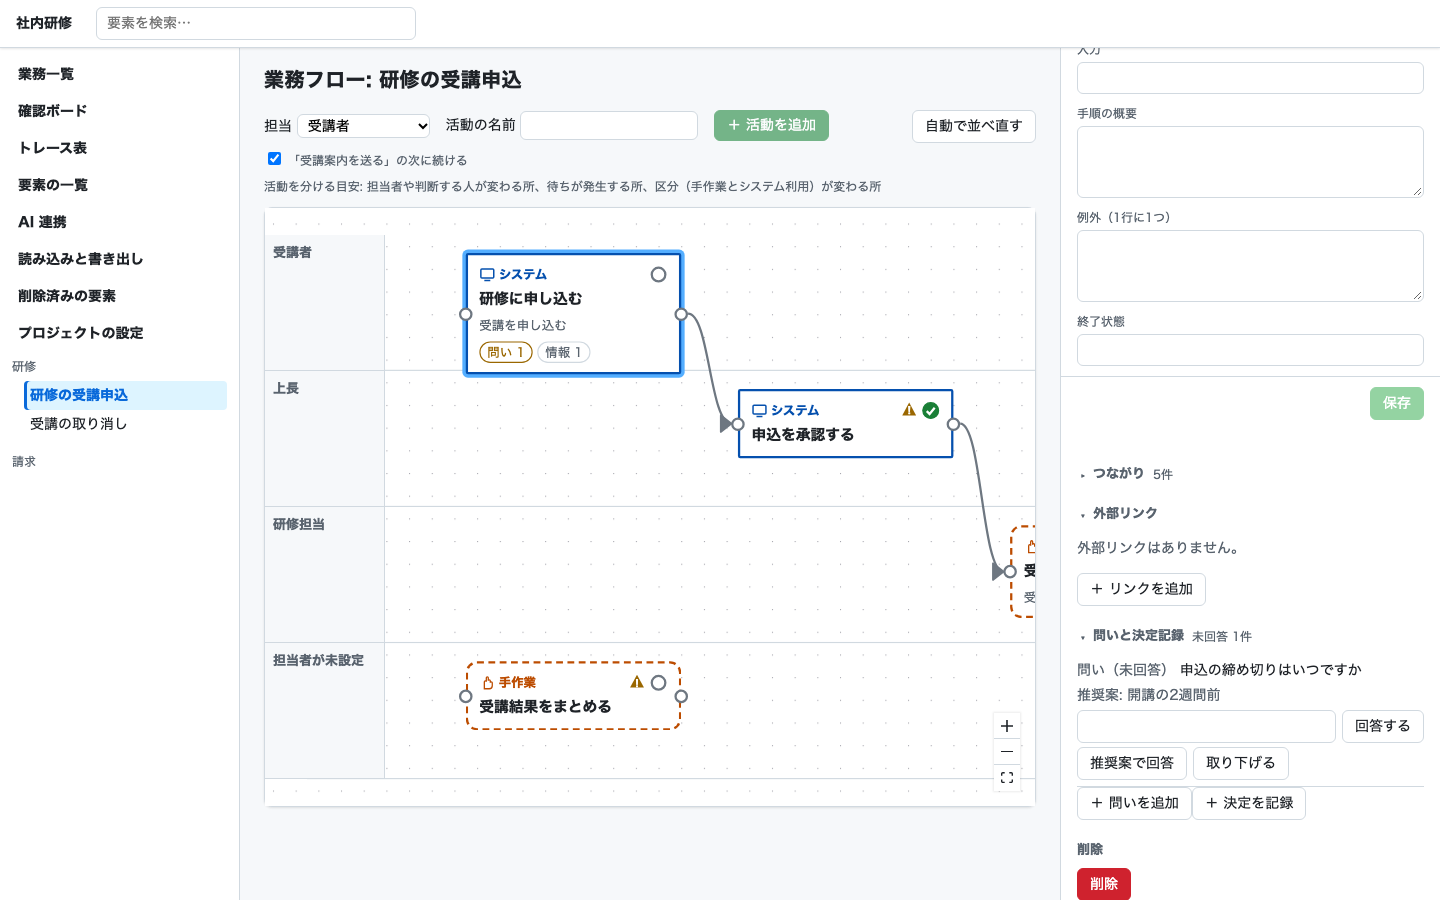 社内研修
要素を検索…
業務一覧
確認ボード
トレース表
要素の一覧
AI 連携
読み込みと書き出し
削除済みの要素
プロジェクトの設定
研修
研修の受講申込
受講の取り消し
請求
業務フロー: 研修の受講申込
担当 受講者 活動の名前 ＋ 活動を追加 自動で並べ直す
「受講案内を送る」の次に続ける
活動を分ける目安: 担当者や判断する人が変わる所、待ちが発生する所、区分（手作業とシステム利用）が変わる所
受講者
システム
研修に申し込む
受講を申し込む
問い 1 情報 1
上長
システム
申込を承認する
研修担当
受
受
担当者が未設定
手作業
受講結果をまとめる
入力
手順の概要
例外（1行に1つ）
終了状態
保存
つながり 5件
外部リンク
外部リンクはありません。
＋ リンクを追加
問いと決定記録 未回答 1件
問い（未回答） 申込の締め切りはいつですか
推奨案: 開講の2週間前
回答する
推奨案で回答 取り下げる
＋ 問いを追加 ＋ 決定を記録
削除
削除